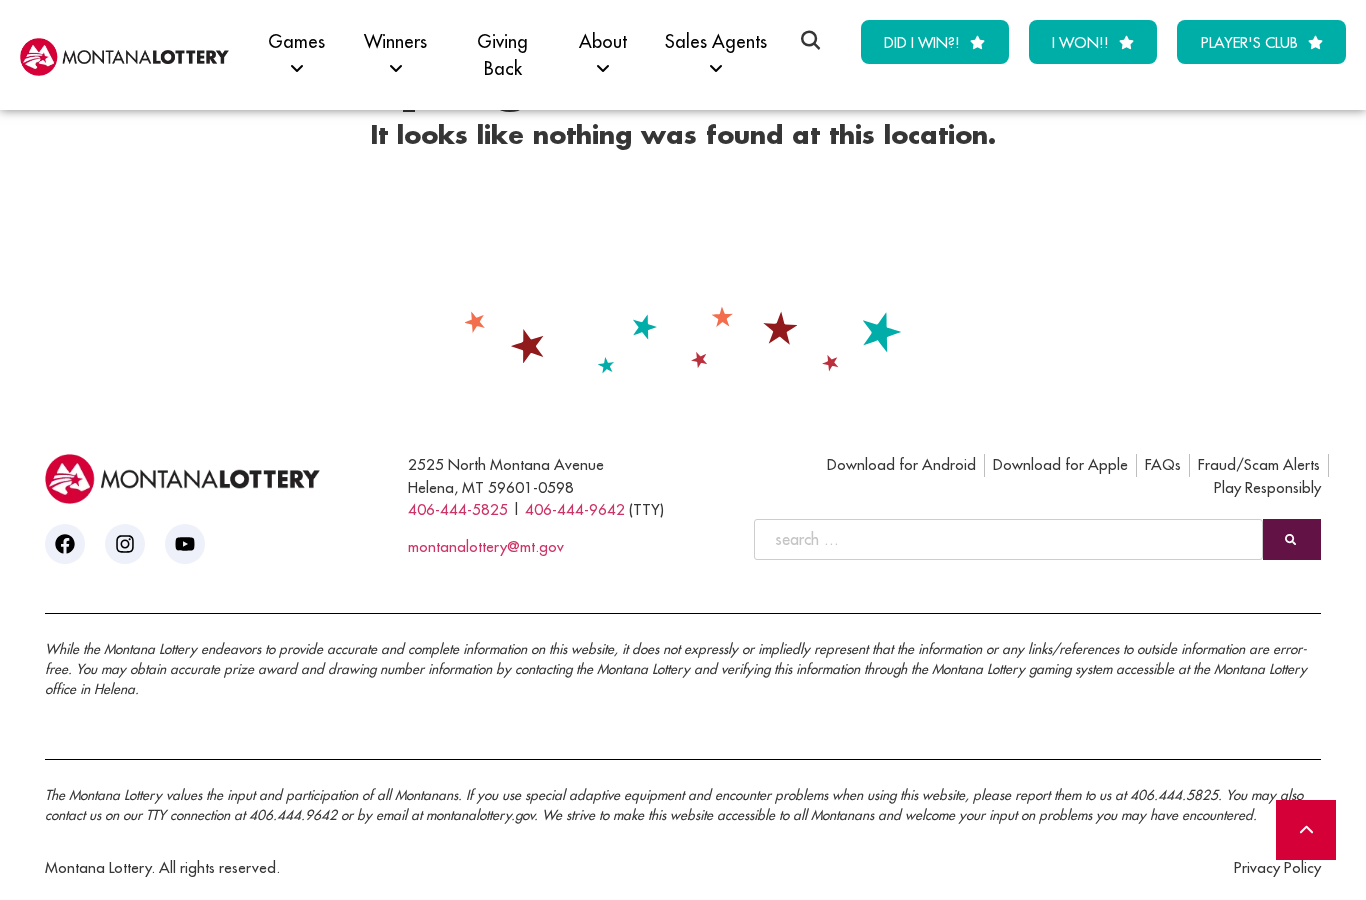 MONTANALOTTERY
Games
Winners
Giving
Back
About
Sales Agents
DID I WIN?!
I WON!!
PLAYER'S CLUB
It looks like nothing was found at this location.
MONTANALOTTERY
2525 North Montana Avenue
Helena, MT 59601-0598
406-444-5825 | 406-444-9642 (TTY)
montanalottery@mt.gov
Download for Android
Download for Apple
FAQs
Fraud/Scam Alerts
Play Responsibly
search ...
While the Montana Lottery endeavors to provide accurate and complete information on this website, it does not expressly or impliedly represent that the information or any links/references to outside information are error-
free. You may obtain accurate prize award and drawing number information by contacting the Montana Lottery and verifying this information through the Montana Lottery gaming system accessible at the Montana Lottery
office in Helena.
The Montana Lottery values the input and participation of all Montanans. If you use special adaptive equipment and encounter problems when using this website, please report them to us at 406.444.5825. You may also
contact us on our TTY connection at 406.444.9642 or by email at montanalottery.gov. We strive to make this website accessible to all Montanans and welcome your input on problems you may have encountered.
Montana Lottery. All rights reserved.
Privacy Policy